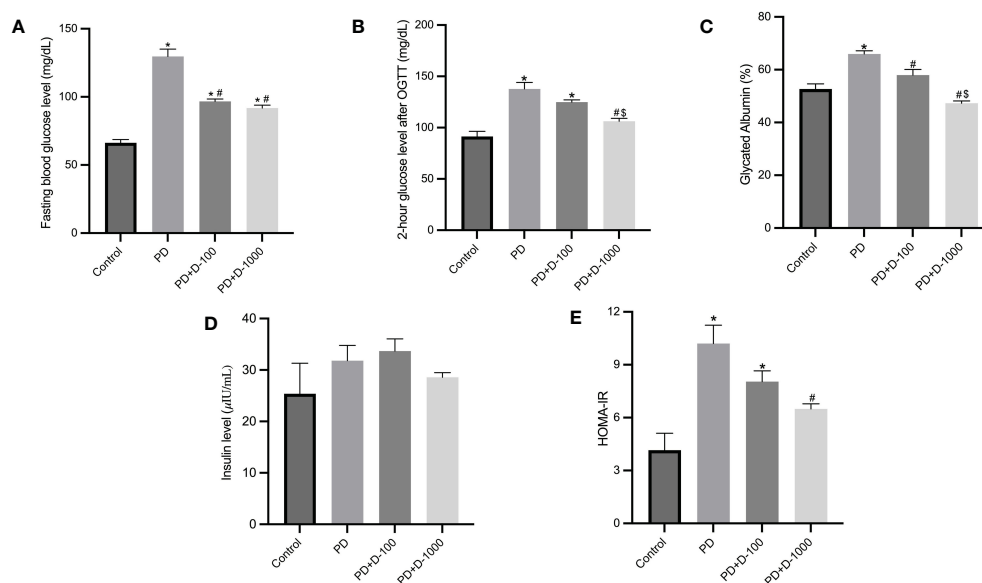 A
Fasting blood glucose level (mg/dL)
150
100
50
0
*
* #
* #
Control
PD
PD+D-100
PD+D-1000
B
2-hour glucose level after OGTT (mg/dL)
200
150
100
50
0
*
*
#$
Control
PD
PD+D-100
PD+D-1000
C
Glycated Albumin (%)
80
60
40
20
0
*
#
#$
Control
PD
PD+D-100
PD+D-1000
D
Insulin level (μIU/mL)
40
30
20
10
0
Control
PD
PD+D-100
PD+D-1000
E
HOMA-IR
12
9
6
3
0
*
*
#
Control
PD
PD+D-100
PD+D-1000